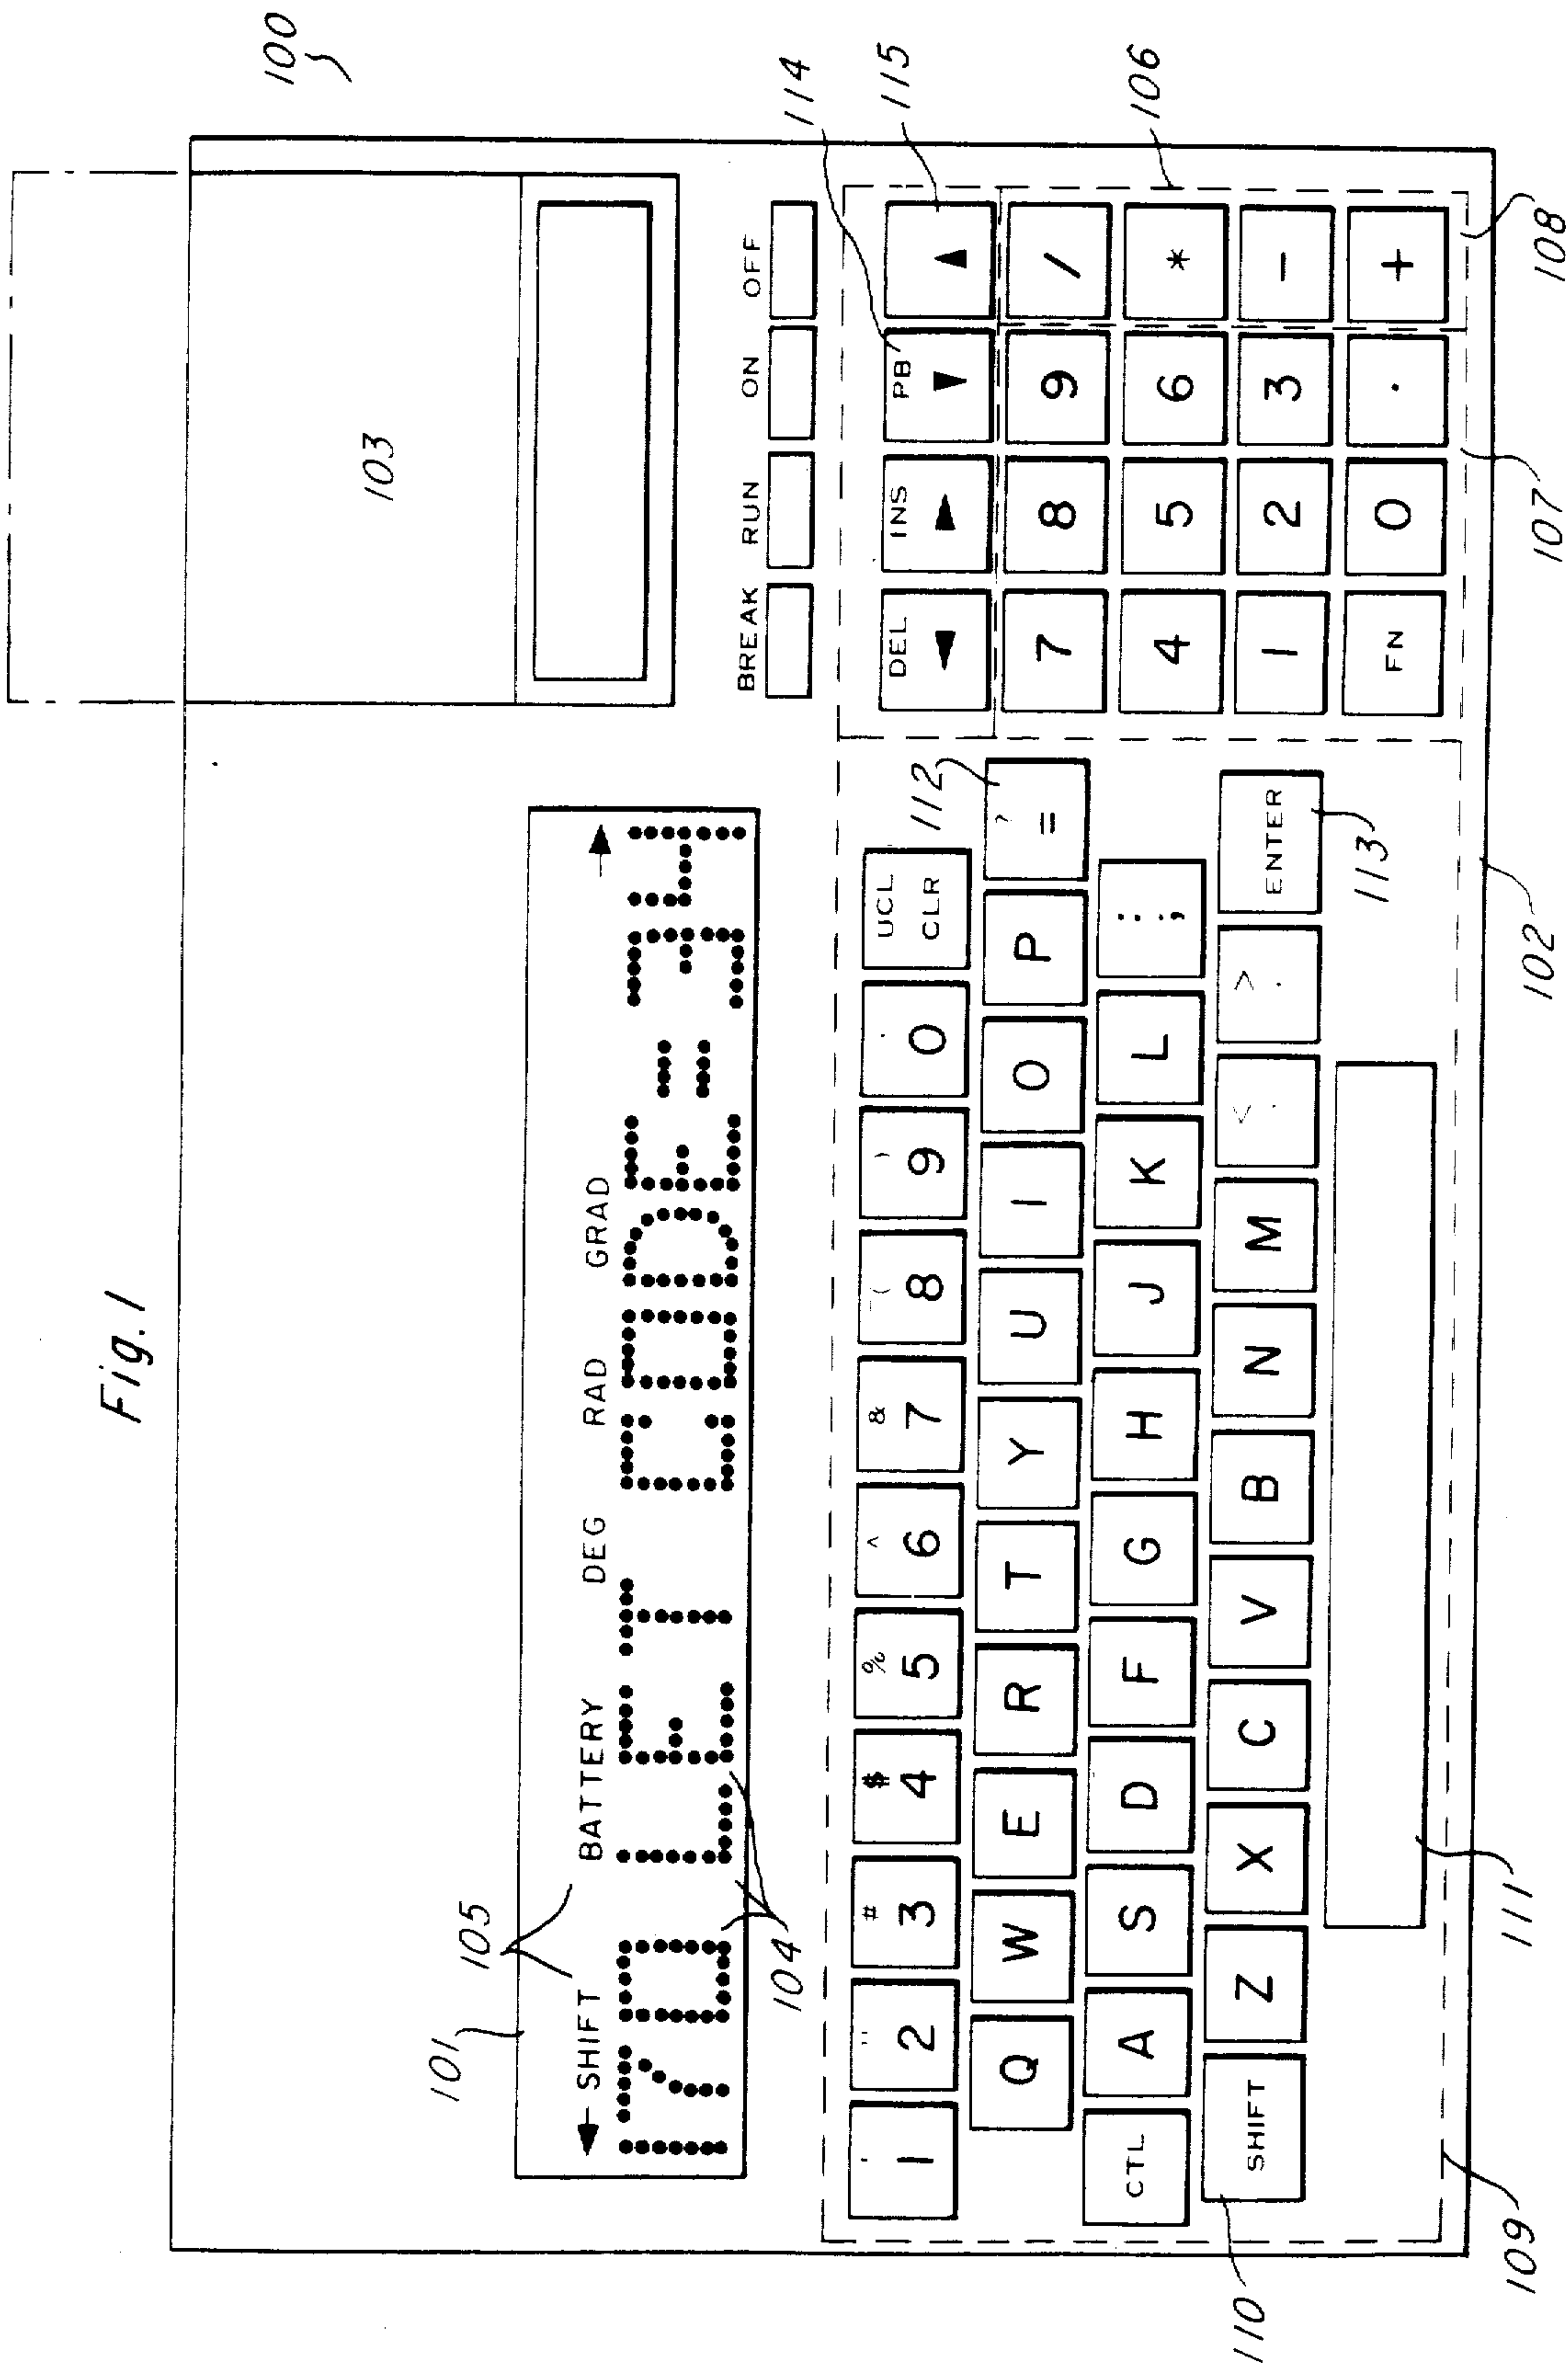 Fig. 1
100
103
101
105
← SHIFT BATTERY DEG RAD GRAD →
170 LET CODE=34
104
BREAK RUN ON OFF
114
115
DEL INS PB
◄ ► ▼ ▲
" # $ % ^ & ( ) UCL
1 2 3 4 5 6 7 8 9 0 CLR
112
7 8 9 /
106
? 
Q W E R T Y U I O P =
4 5 6 *
CTL A S D F G H J K L : ;
1 2 3 -
110
< >
SHIFT Z X C V B N M . ENTER
113
FN 0 . +
109
111
102
107
108